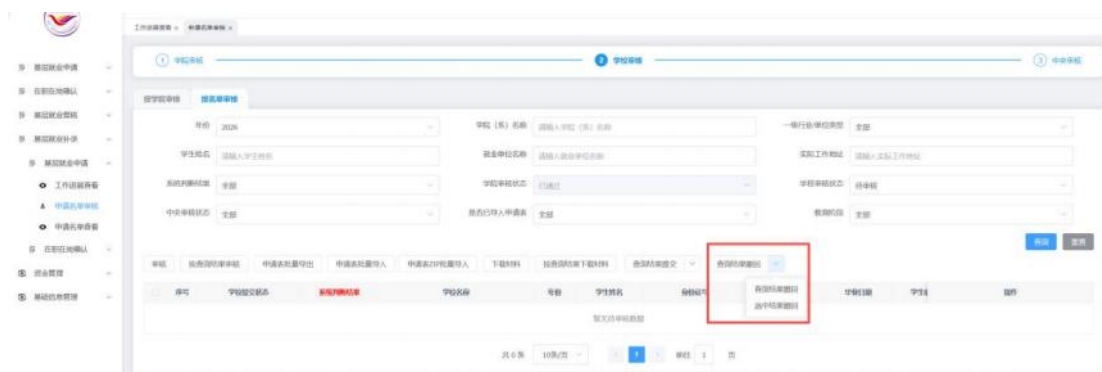 工作进展查看 × 申请名单审核 ×
基层就业申请
在职在岗确认
基层就业补录
基层就业申请
工作进展查看
申请名单审核
申请名单查看
在职在岗确认
资金管理
基础信息管理
1 学院审核 2 学校审核 3 中央审核
按学院审核 按名单审核
年份 2026 学院（系）名称 请输入学院（系）名称 一级行业/单位类型 全部
学生姓名 请输入学生姓名 就业单位名称 请输入就业单位名称 实际工作地址 请输入实际工作地址
系统判断结果 全部 学院审核状态 已通过 学校审核状态 待审核
中央审核状态 全部 是否已导入申请表 全部 全部
查询 重置
审核 按查询结果审核 申请表批量导出 申请表批量导入 申请表ZIP批量导入 下载材料 按查询结果下载材料 查询结果提交 查询结果撤回
查询结果撤回
选中结果撤回
序号 学校提交状态 系统判断结果 学校名称 年份 学生姓名 身份证号 申请日期 操作
暂无待审核数据
共 0 条 10条/页 1 前往 1 页